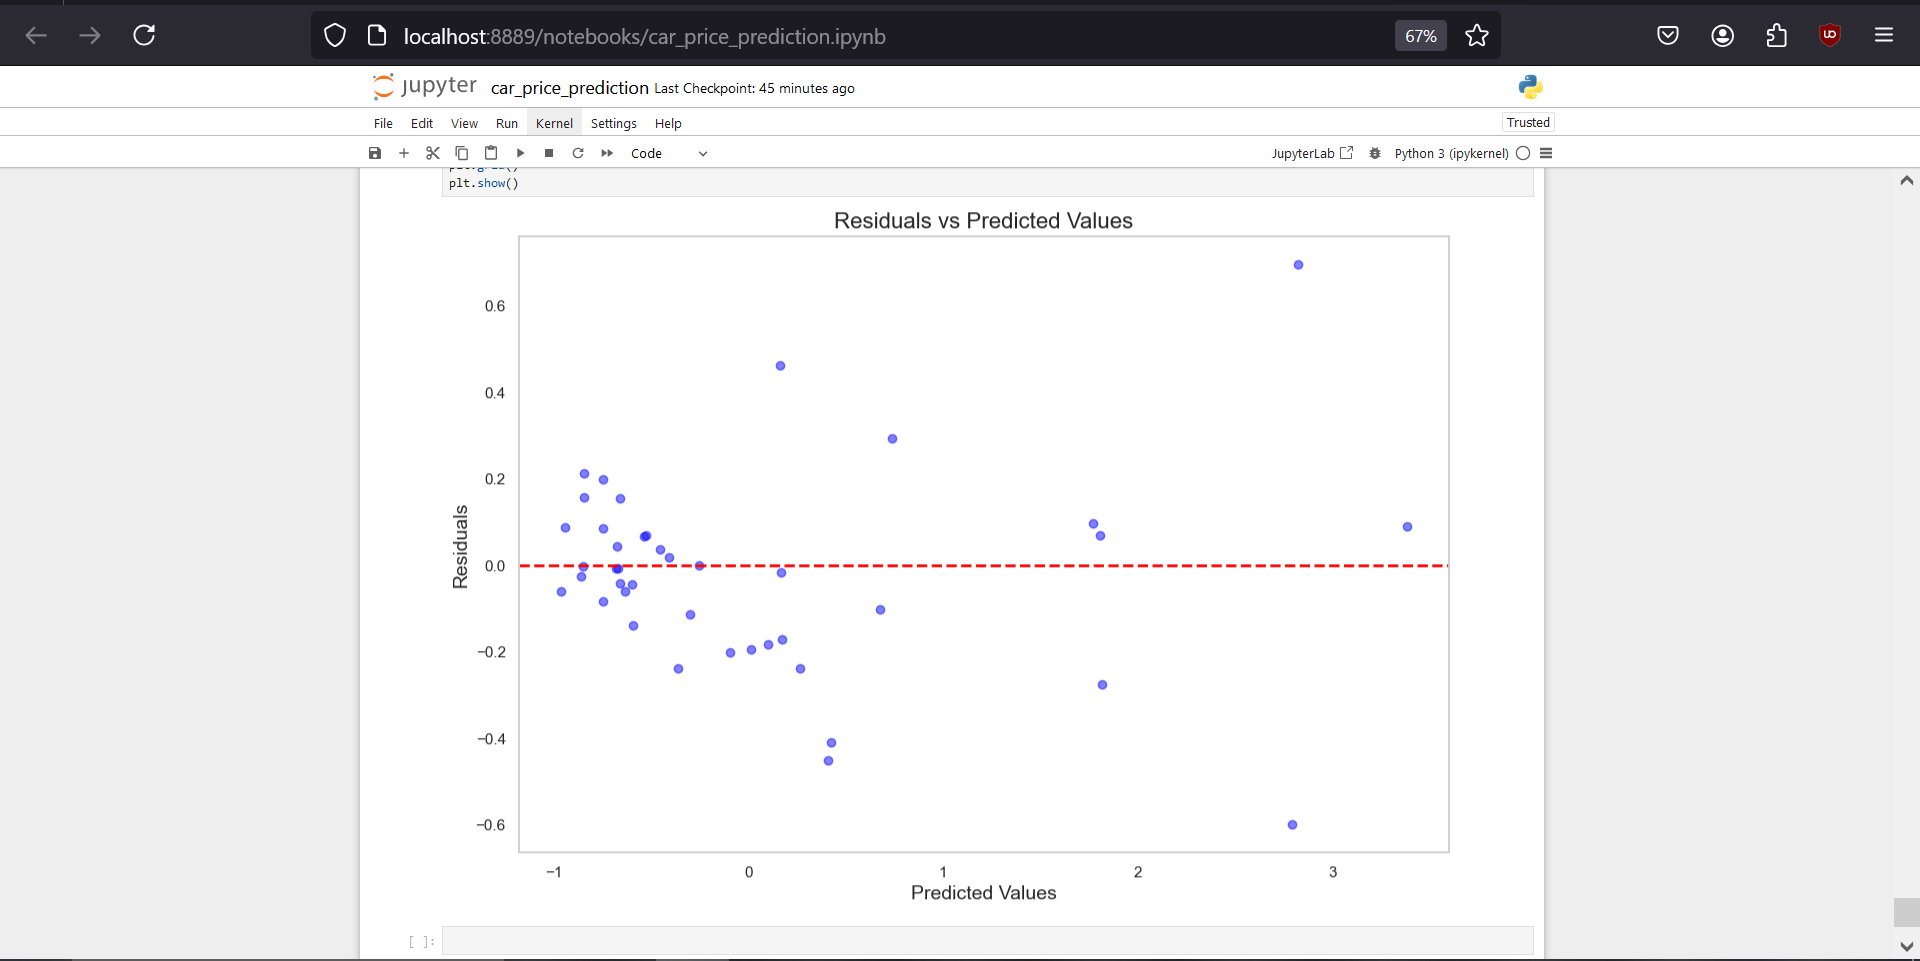 localhost:8889/notebooks/car_price_prediction.ipynb 67%
jupyter car_price_prediction Last Checkpoint: 45 minutes ago
File Edit View Run Kernel Settings Help Trusted
Code JupyterLab Python 3 (ipykernel)
plt.grid()
plt.show()
Residuals vs Predicted Values
0.6
0.4
0.2
0.0
−0.2
−0.4
−0.6
Residuals
−1 0 1 2 3
Predicted Values
[ ]: